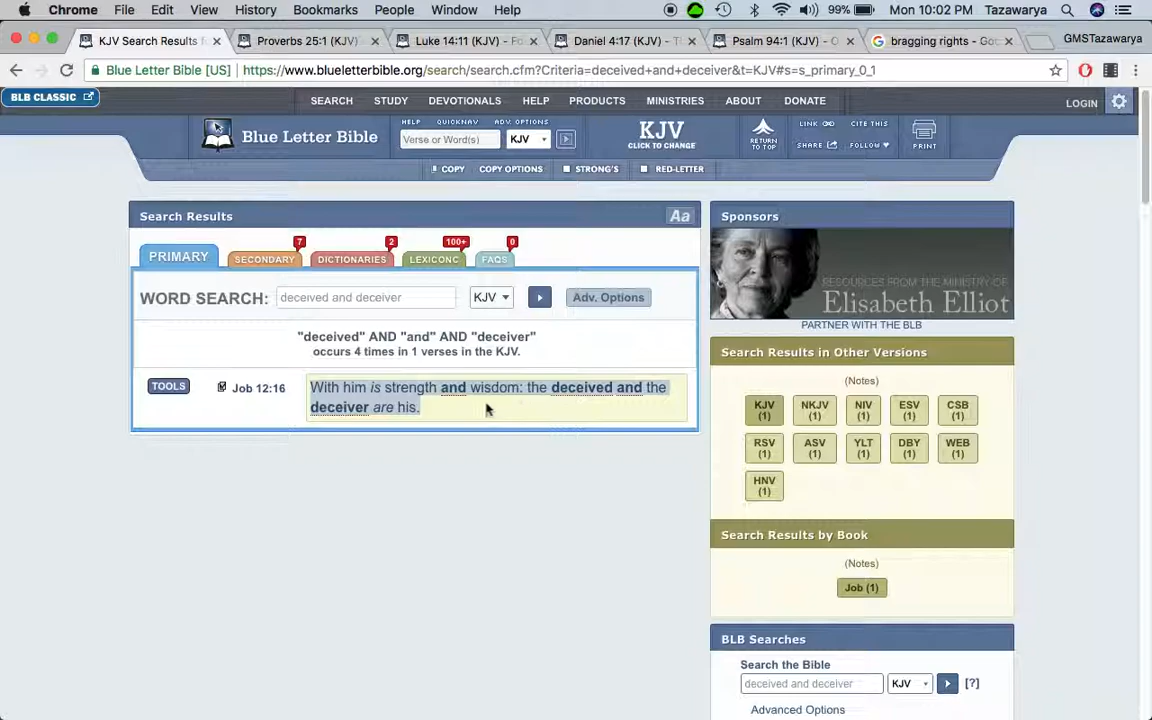 Chrome File Edit View History Bookmarks People Window Help 99% Mon 10:02 PM Tazawarya
KJV Search Results f Proverbs 25:1 (KJV) Luke 14:11 (KJV) - Fo Daniel 4:17 (KJV) - T Psalm 94:1 (KJV) - O bragging rights - Goo GMSTazawarya
Blue Letter Bible [US] https://www.blueletterbible.org/search/search.cfm?Criteria=deceived+and+deceiver&t=KJV#s=s_primary_0_1
BLB CLASSIC
SEARCH STUDY DEVOTIONALS HELP PRODUCTS MINISTRIES ABOUT DONATE LOGIN
HELP QUICKNAV ADV. OPTIONS
Blue Letter Bible
Verse or Word(s) KJV
KJV
CLICK TO CHANGE
RETURN
TO TOP
LINK CITE THIS
SHARE FOLLOW
PRINT
COPY COPY OPTIONS STRONG'S RED-LETTER
Search Results Aa
7 2 100+ 0
PRIMARY SECONDARY DICTIONARIES LEXICONC FAQS
WORD SEARCH: deceived and deceiver KJV Adv. Options
"deceived" AND "and" AND "deceiver"
occurs 4 times in 1 verses in the KJV.
TOOLS Job 12:16 With him is strength and wisdom: the deceived and the
deceiver are his.
Sponsors
RESOURCES FROM THE MINISTRY OF
Elisabeth Elliot
PARTNER WITH THE BLB
Search Results in Other Versions
(Notes)
KJV NKJV NIV ESV CSB
(1) (1) (1) (1) (1)
RSV ASV YLT DBY WEB
(1) (1) (1) (1) (1)
HNV
(1)
Search Results by Book
(Notes)
Job (1)
BLB Searches
Search the Bible
deceived and deceiver KJV [?]
Advanced Options